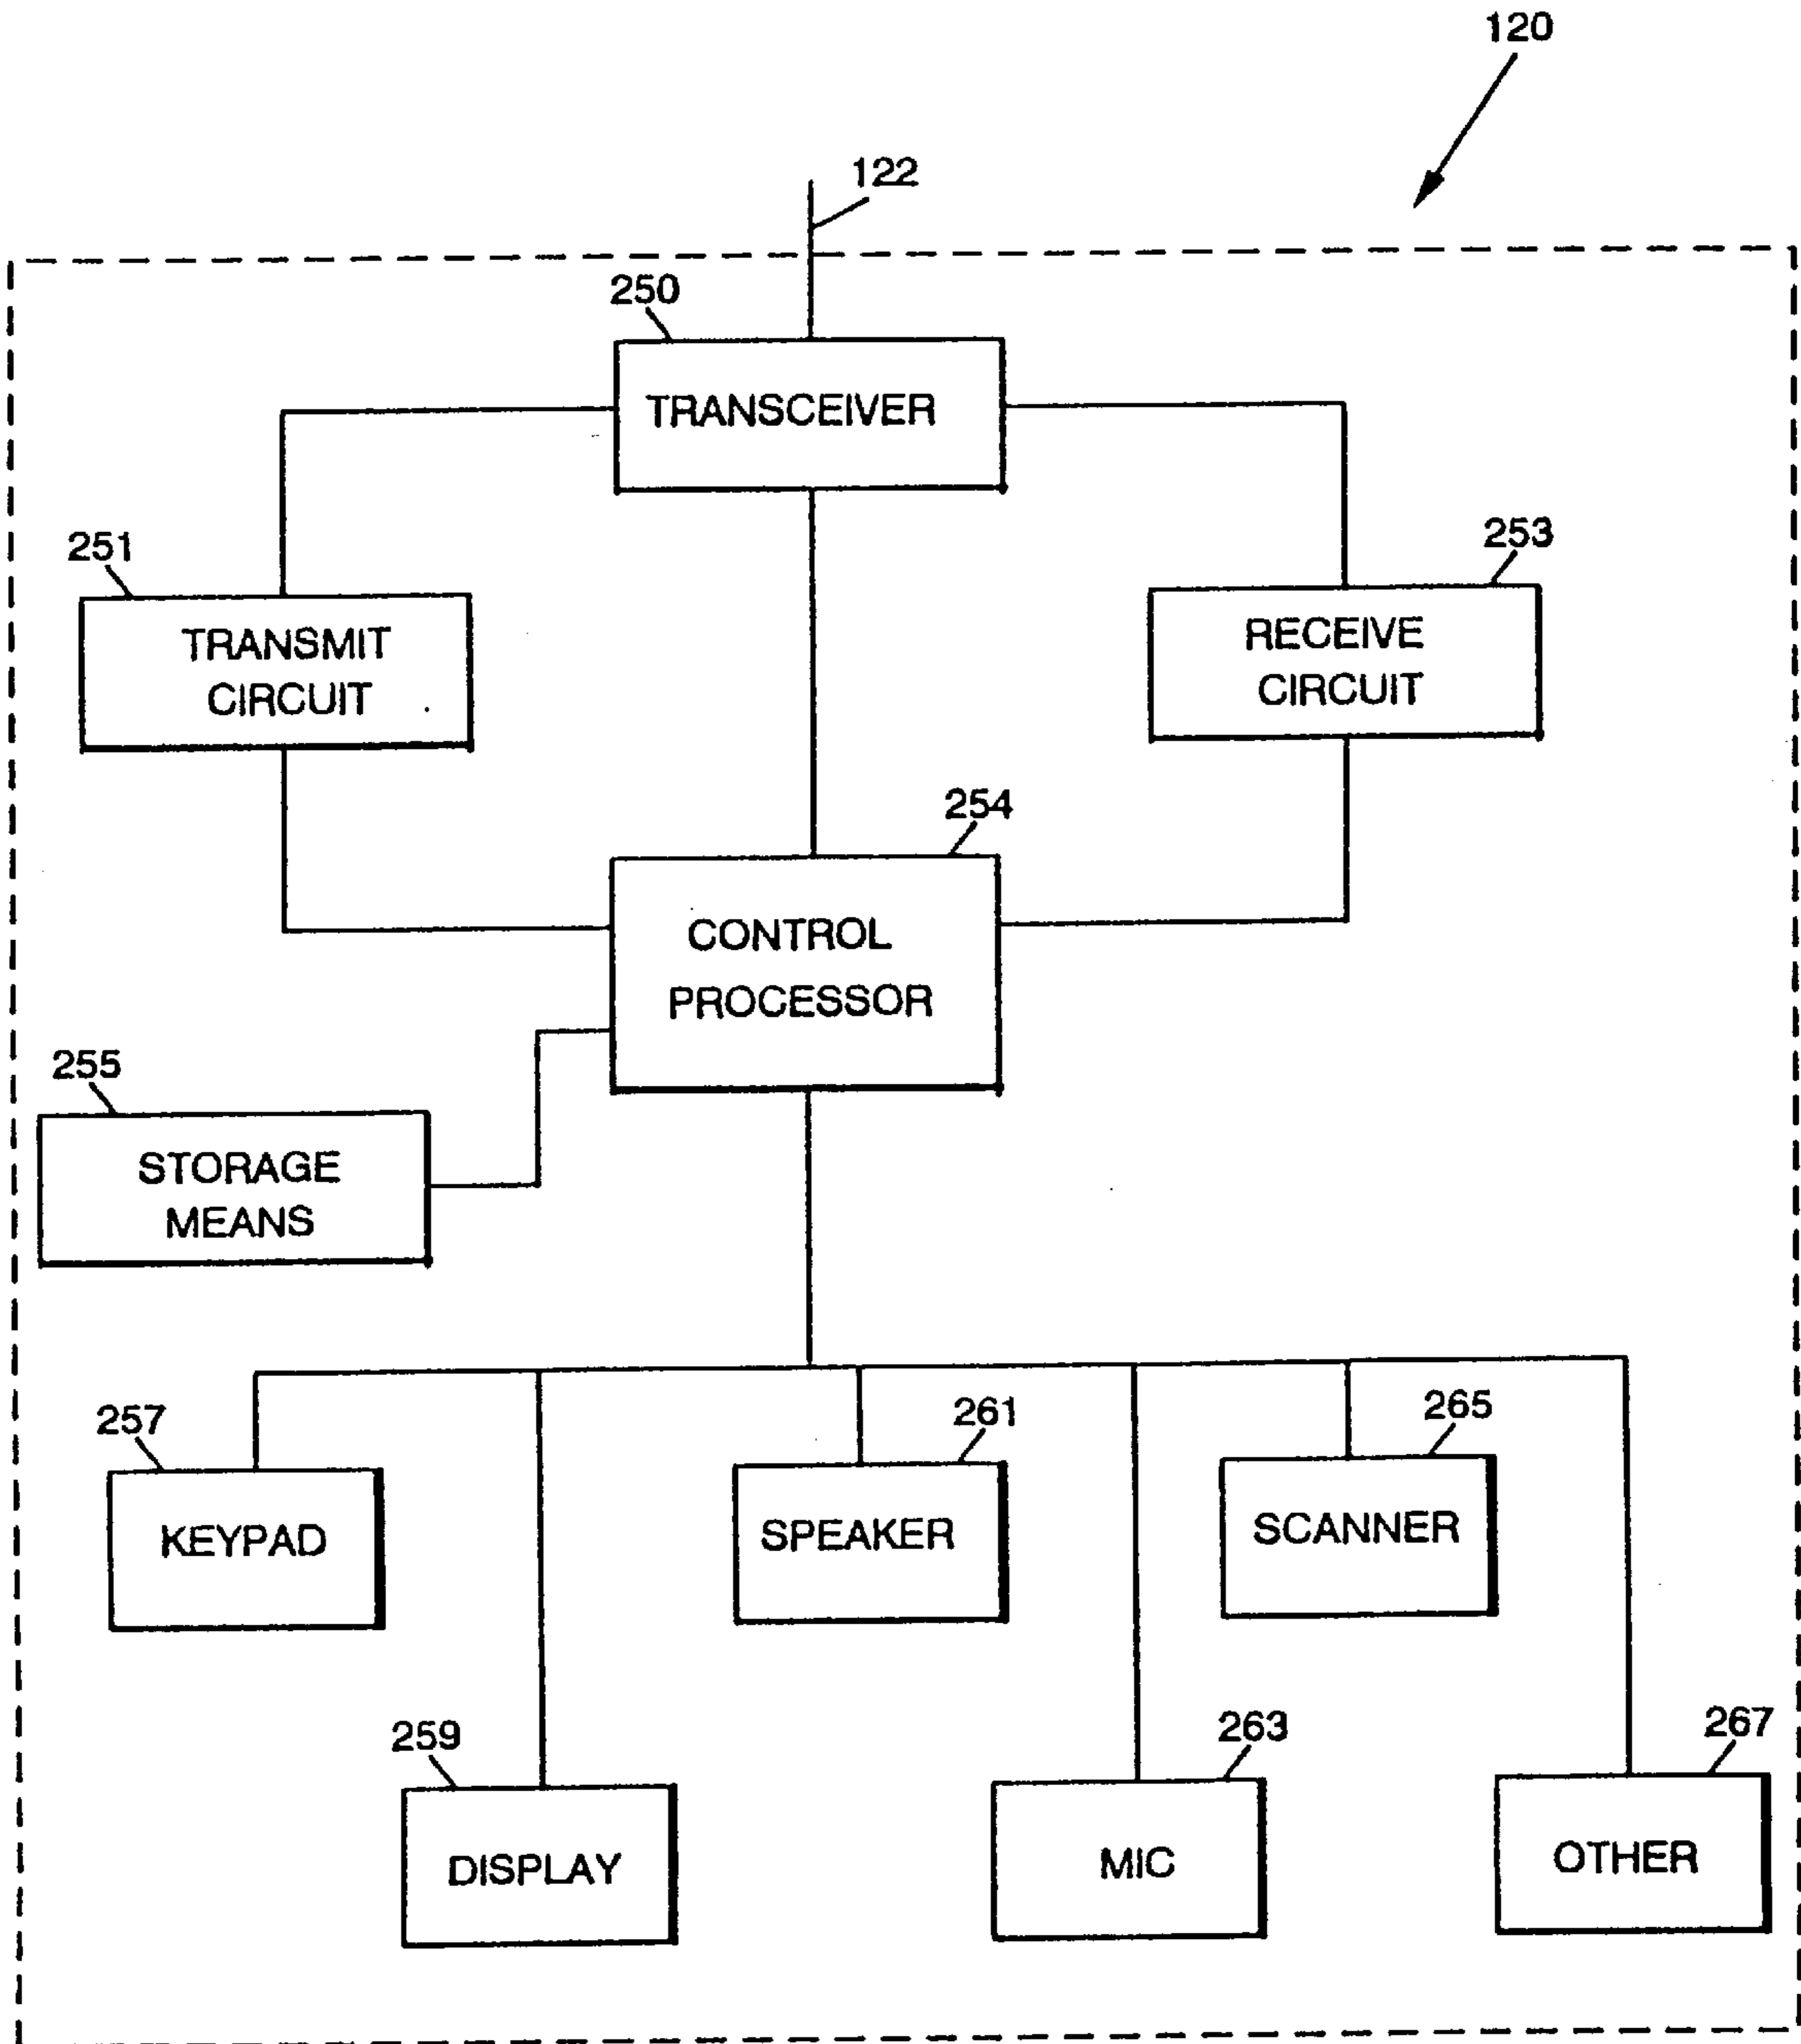 120
122
250
TRANSCEIVER
251
253
TRANSMIT
CIRCUIT
RECEIVE
CIRCUIT
254
CONTROL
PROCESSOR
255
STORAGE
MEANS
257
261
265
KEYPAD
SPEAKER
SCANNER
259
263
267
DISPLAY
MIC
OTHER